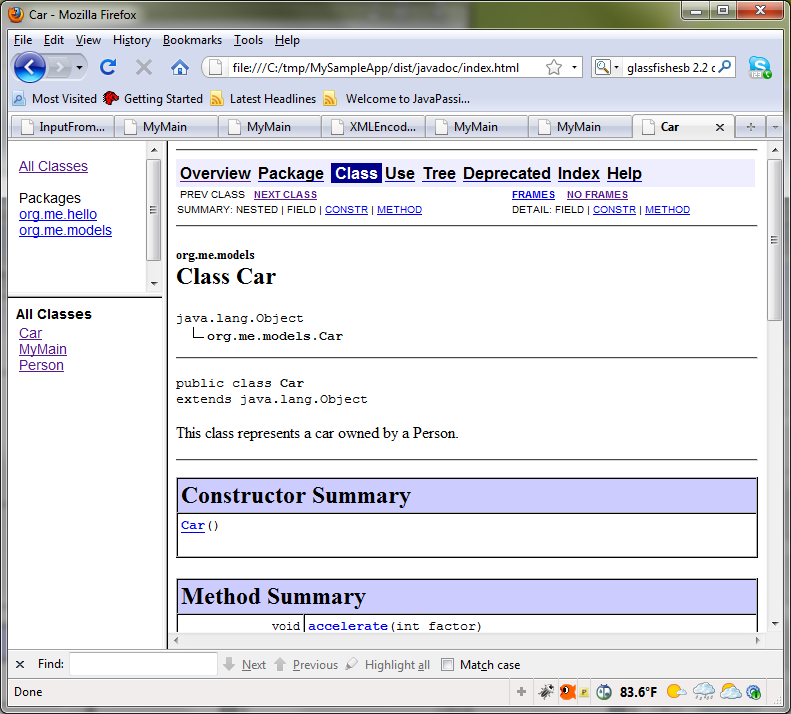 Car - Mozilla Firefox
File Edit View History Bookmarks Tools Help
file:///C:/tmp/MySampleApp/dist/javadoc/index.html
glassfishesb 2.2
Most Visited Getting Started Latest Headlines Welcome to JavaPassi...
InputFrom... MyMain MyMain XMLEncod... MyMain MyMain Car
All Classes
Packages
org.me.hello
org.me.models
All Classes
Car
MyMain
Person
Overview Package Class Use Tree Deprecated Index Help
PREV CLASS NEXT CLASS FRAMES NO FRAMES
SUMMARY: NESTED | FIELD | CONSTR | METHOD DETAIL: FIELD | CONSTR | METHOD
org.me.models
Class Car
java.lang.Object
org.me.models.Car
public class Car
extends java.lang.Object
This class represents a car owned by a Person.
Constructor Summary
Car()
Method Summary
void accelerate(int factor)
Find: Next Previous Highlight all Match case
Done P 83.6°F